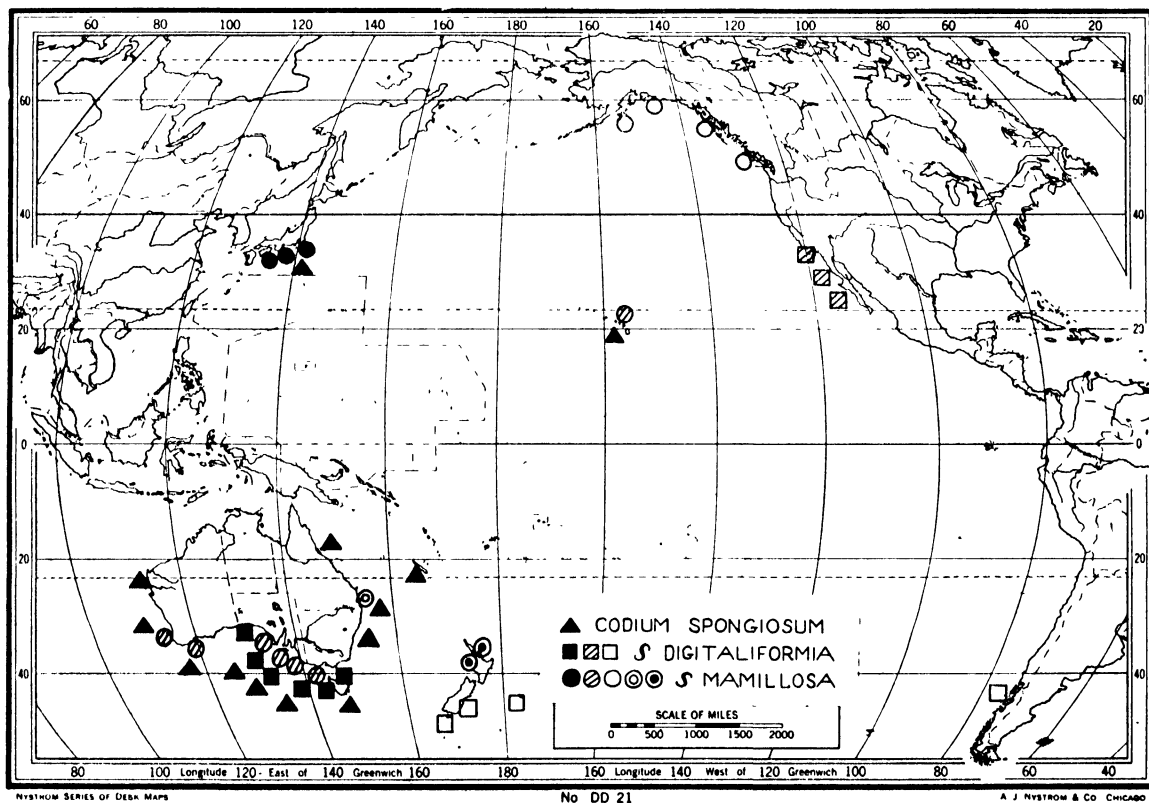 60 80 100 120 140 160 180 160 140 120 100 80 60 40 20
60 60
40 40
20 20
0 0
20 20
▲ CODIUM SPONGIOSUM
S DIGITALIFORMIA
40 40
S MAMILLOSA
SCALE OF MILES
0 500 1000 1500 2000
100 Longitude 120 - East of 140 Greenwich 160 180 160 Longitude 140 West of 120 Greenwich 100 80 60 40
NYSTROM SERIES OF DESK MAPS No DD 21 A J NYSTROM & CO CHICAGO